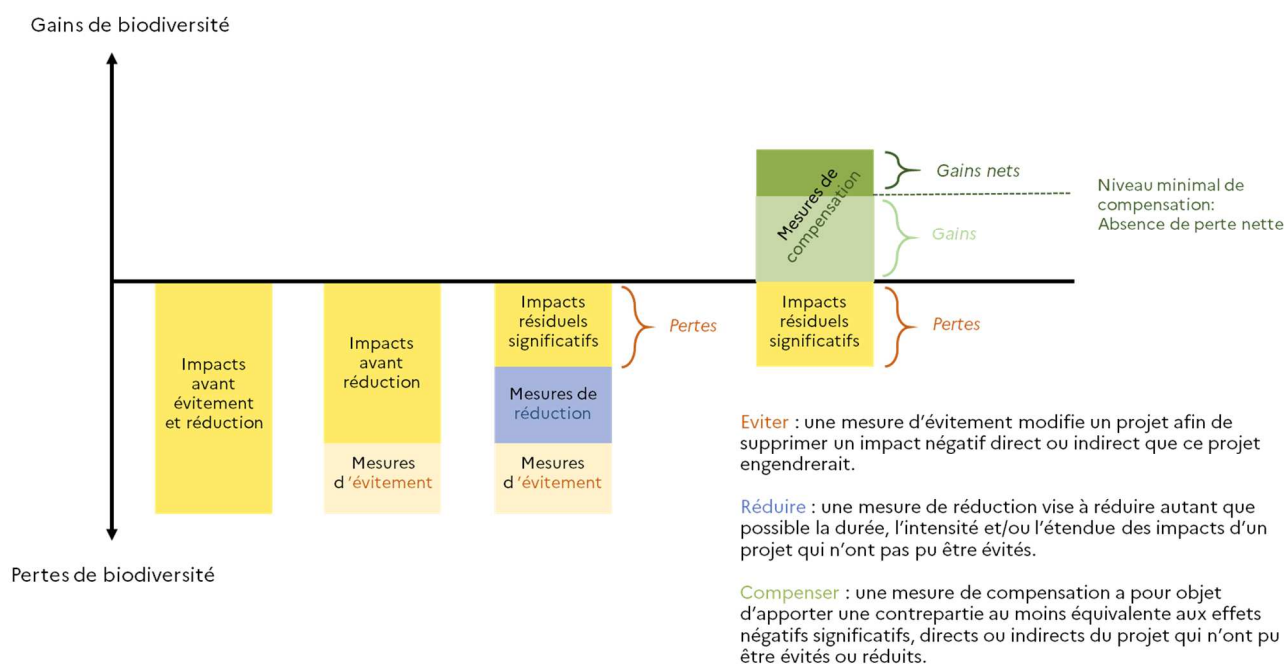 Gains de biodiversité
Mesures de
compensation
Gains nets
Niveau minimal de
compensation:
Absence de perte nette
Gains
Impacts
avant
évitement
et réduction
Impacts
avant
réduction
Mesures
d'évitement
Impacts
résiduels
significatifs
Mesures de
réduction
Mesures
d'évitement
Pertes
Impacts
résiduels
significatifs
Pertes
Pertes de biodiversité
Eviter : une mesure d'évitement modifie un projet afin de
supprimer un impact négatif direct ou indirect que ce projet
engendrerait.
Réduire : une mesure de réduction vise à réduire autant que
possible la durée, l'intensité et/ou l'étendue des impacts d'un
projet qui n'ont pas pu être évités.
Compenser : une mesure de compensation a pour objet
d'apporter une contrepartie au moins équivalente aux effets
négatifs significatifs, directs ou indirects du projet qui n'ont pu
être évités ou réduits.